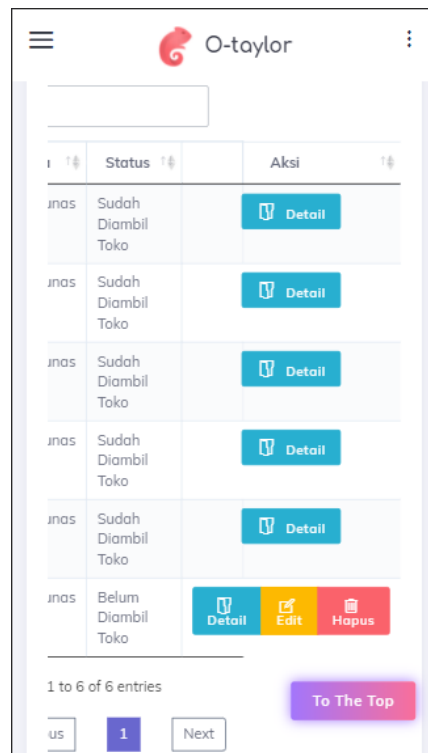 O-taylor
Status Aksi
unas Sudah Diambil Toko Detail
unas Sudah Diambil Toko Detail
unas Sudah Diambil Toko Detail
unas Sudah Diambil Toko Detail
unas Sudah Diambil Toko Detail
unas Belum Diambil Toko Detail Edit Hapus
1 to 6 of 6 entries
To The Top
us 1 Next